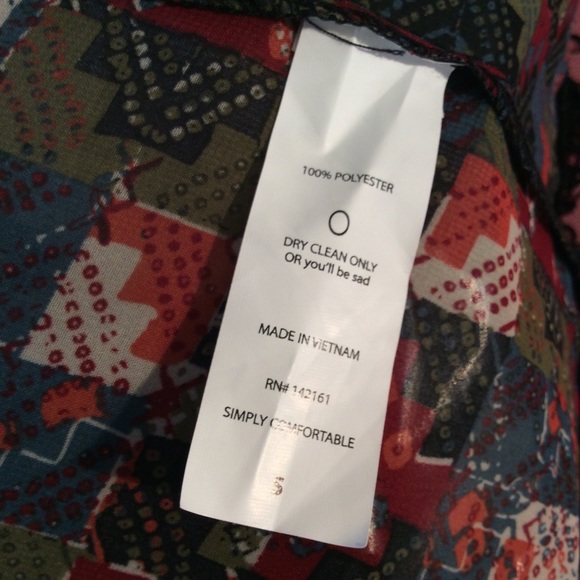 100% POLYESTER
DRY CLEAN ONLY
OR you'll be sad
MADE IN VIETNAM
RN# 142161
SIMPLY COMFORTABLE
S